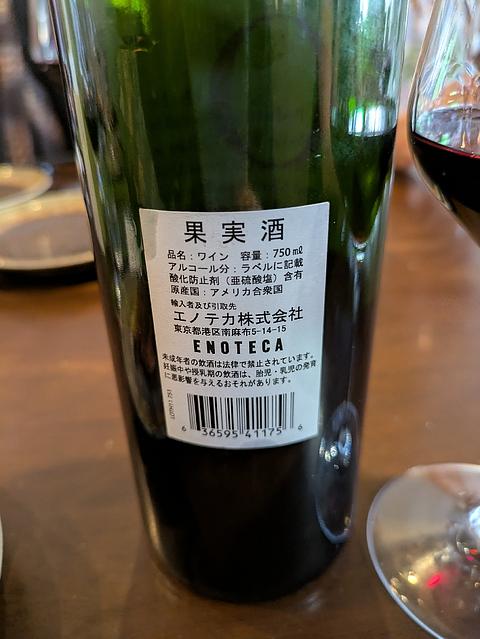 果実酒
品名：ワイン 容量：750㎖
アルコール分：ラベルに記載
酸化防止剤（亜硫酸塩）含有
原産国：アメリカ合衆国
輸入者及び引取先
エノテカ株式会社
東京都港区南麻布5-14-15
ENOTECA
未成年者の飲酒は法律で禁止されています。
妊娠中や授乳期の飲酒は、胎児・乳児の発育
に悪影響を与えるおそれがあります。
6 36595 41175 6